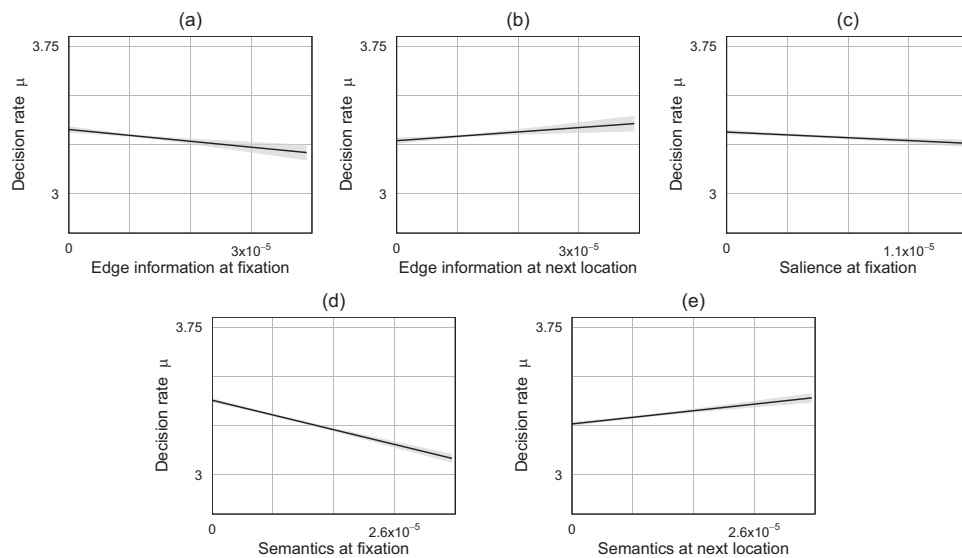 (a)
3.75
Decision rate μ
3
0
3x10⁻⁵
Edge information at fixation
(b)
3.75
Decision rate μ
3
0
3x10⁻⁵
Edge information at next location
(c)
3.75
Decision rate μ
3
0
1.1x10⁻⁵
Salience at fixation
(d)
3.75
Decision rate μ
3
0
2.6x10⁻⁵
Semantics at fixation
(e)
3.75
Decision rate μ
3
0
2.6x10⁻⁵
Semantics at next location